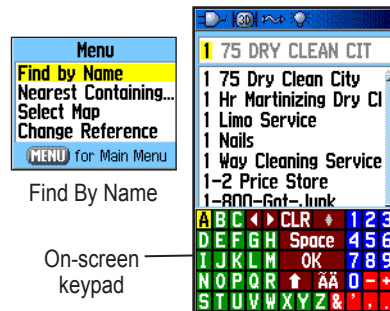 Menu
Find by Name
Nearest Containing...
Select Map
Change Reference
MENU for Main Menu
Find By Name
On-screen
keypad
3D
1 75 DRY CLEAN CIT
1 75 Dry Clean City
1 Hr Martinizing Dry Cl
1 Limo Service
1 Nails
1 Way Cleaning Service
1-2 Price Store
1-800-Got-Junk
A B C CLR 1 2 3
D E F G H Space 4 5 6
I J K L M OK 7 8 9
N O P Q R ÃÄ 0 - +
S T U V W X Y Z & ' , .